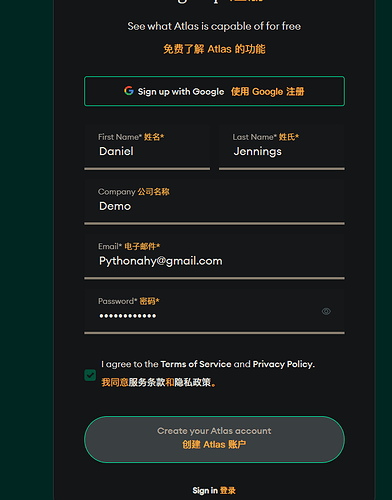 See what Atlas is capable of for free
免费了解 Atlas 的功能
Sign up with Google 使用 Google 注册
First Name* 姓名* Last Name* 姓氏*
Daniel Jennings
Company 公司名称
Demo
Email* 电子邮件*
Pythonahy@gmail.com
Password* 密码*
••••••••••••
I agree to the Terms of Service and Privacy Policy.
我同意服务条款和隐私政策。
Create your Atlas account
创建 Atlas 账户
Sign in 登录